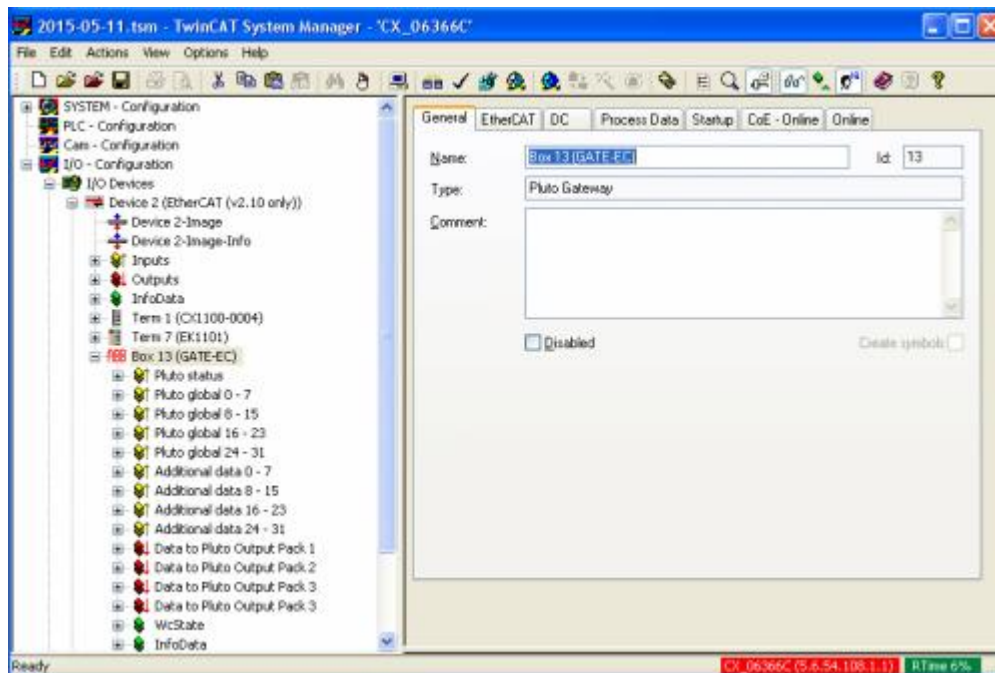 2015-05-11.tsm - TwinCAT System Manager - 'CX_06366C'
File Edit Actions View Options Help
SYSTEM - Configuration
PLC - Configuration
Cam - Configuration
I/O - Configuration
I/O Devices
Device 2 (EtherCAT (v2.10 only))
Device 2-Image
Device 2-Image-Info
Inputs
Outputs
InfoData
Term 1 (CX1100-0004)
Term 7 (EK1101)
Box 13 (GATE-EC)
Pluto status
Pluto global 0 - 7
Pluto global 8 - 15
Pluto global 16 - 23
Pluto global 24 - 31
Additional data 0 - 7
Additional data 8 - 15
Additional data 16 - 23
Additional data 24 - 31
Data to Pluto Output Pack 1
Data to Pluto Output Pack 2
Data to Pluto Output Pack 3
Data to Pluto Output Pack 3
WcState
InfoData
General EtherCAT DC Process Data Startup CoE - Online Online
Name: Box 13 (GATE-EC) Id: 13
Type: Pluto Gateway
Comment:
Disabled Create symbols
Ready CX_06366C (5.6.54.108.1.1) RTime 6%